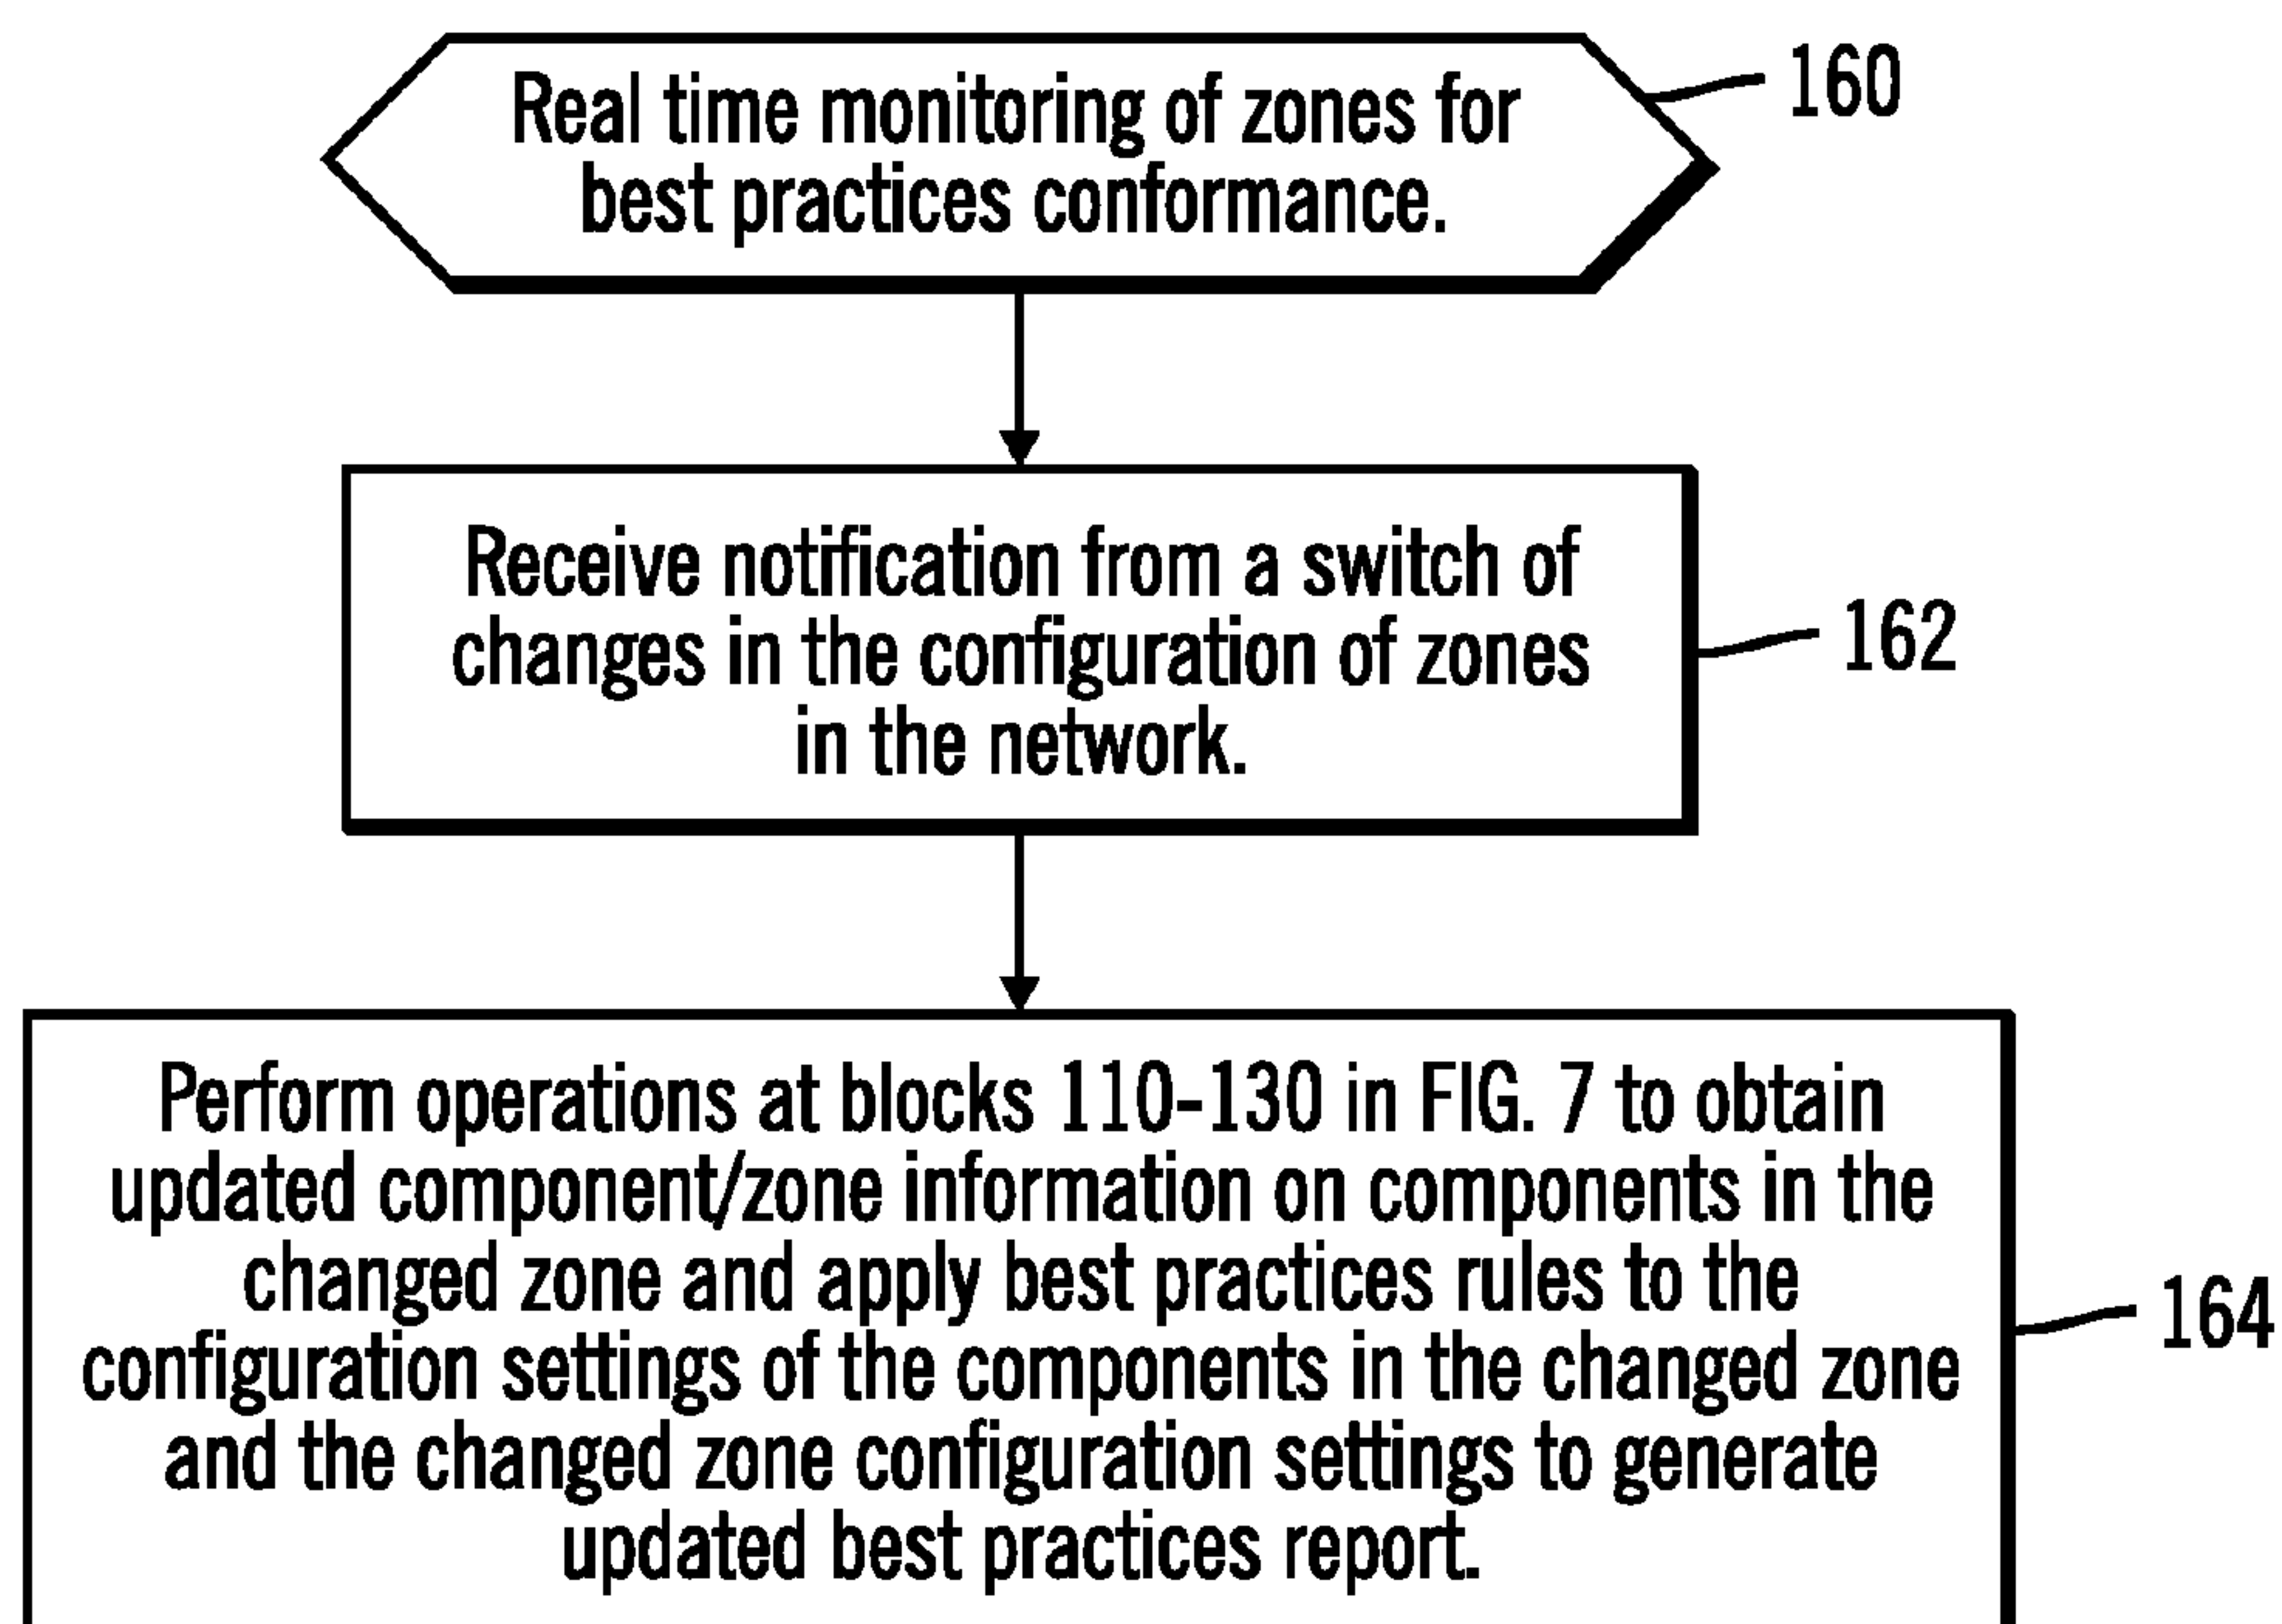 Real time monitoring of zones for
best practices conformance.
160
Receive notification from a switch of
changes in the configuration of zones
in the network.
162
Perform operations at blocks 110-130 in FIG. 7 to obtain
updated component/zone information on components in the
changed zone and apply best practices rules to the
configuration settings of the components in the changed zone
and the changed zone configuration settings to generate
updated best practices report.
164